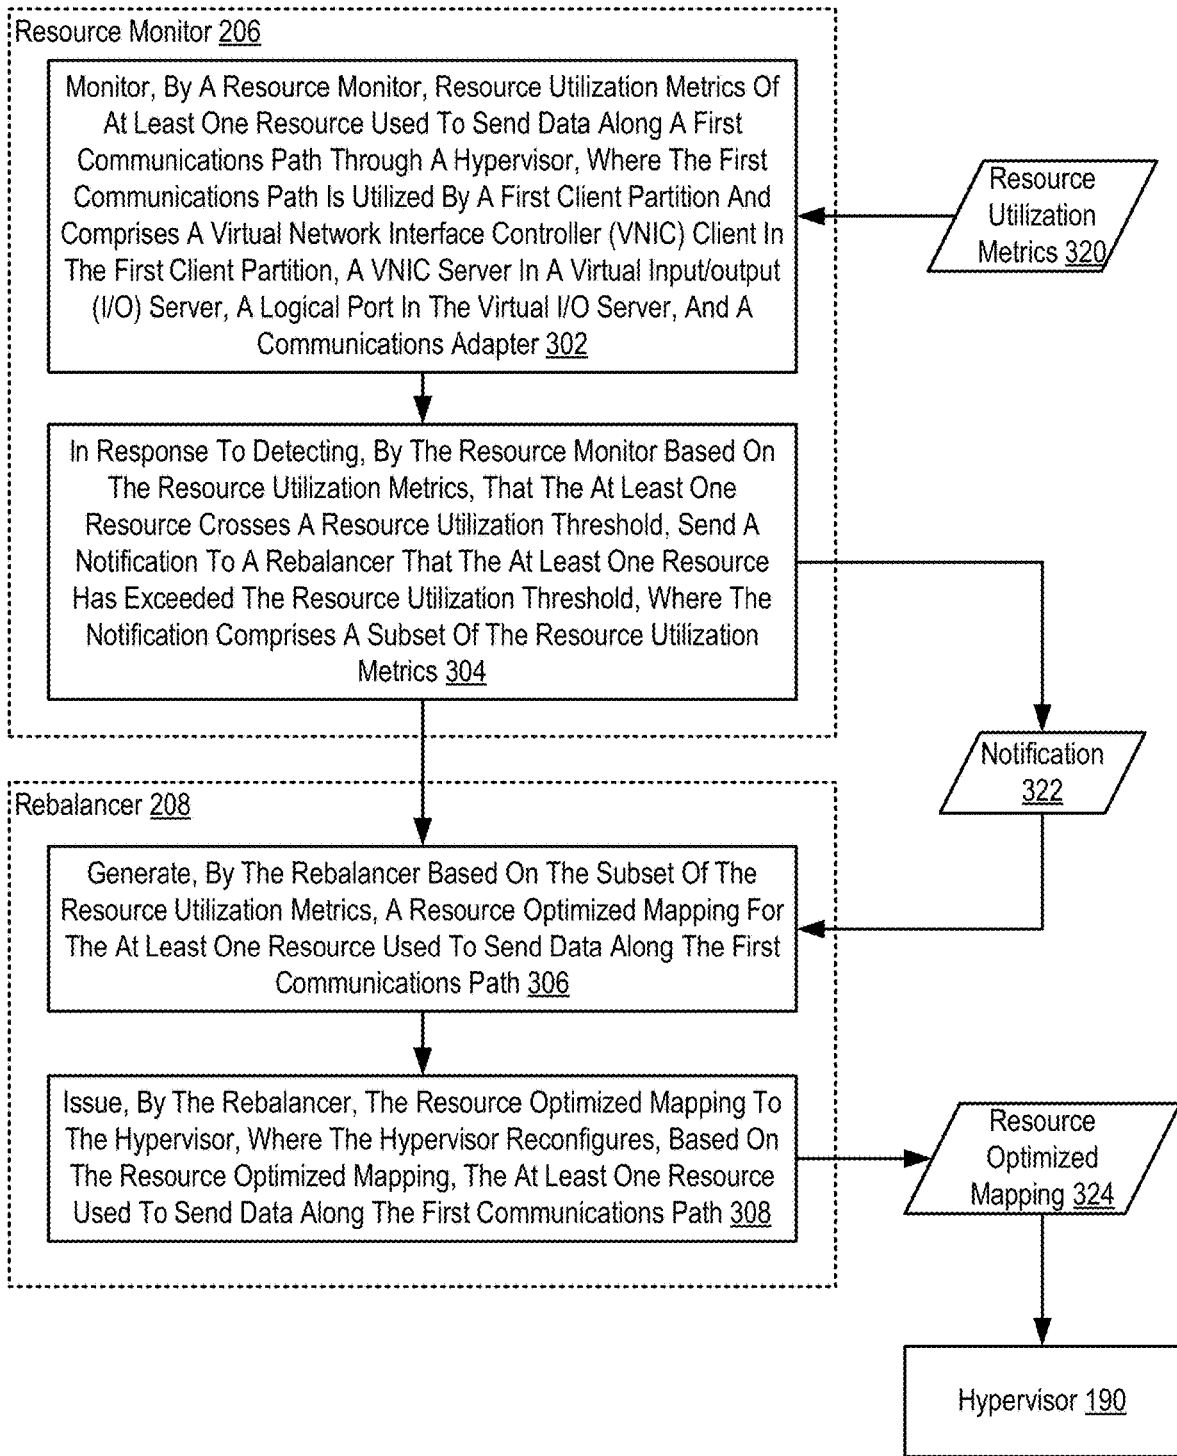 Resource Monitor 206
Monitor, By A Resource Monitor, Resource Utilization Metrics Of
At Least One Resource Used To Send Data Along A First
Communications Path Through A Hypervisor, Where The First
Communications Path Is Utilized By A First Client Partition And
Comprises A Virtual Network Interface Controller (VNIC) Client In
The First Client Partition, A VNIC Server In A Virtual Input/output
(I/O) Server, A Logical Port In The Virtual I/O Server, And A
Communications Adapter 302
Resource
Utilization
Metrics 320
In Response To Detecting, By The Resource Monitor Based On
The Resource Utilization Metrics, That The At Least One
Resource Crosses A Resource Utilization Threshold, Send A
Notification To A Rebalancer That The At Least One Resource
Has Exceeded The Resource Utilization Threshold, Where The
Notification Comprises A Subset Of The Resource Utilization
Metrics 304
Notification
322
Rebalancer 208
Generate, By The Rebalancer Based On The Subset Of The
Resource Utilization Metrics, A Resource Optimized Mapping For
The At Least One Resource Used To Send Data Along The First
Communications Path 306
Issue, By The Rebalancer, The Resource Optimized Mapping To
The Hypervisor, Where The Hypervisor Reconfigures, Based On
The Resource Optimized Mapping, The At Least One Resource
Used To Send Data Along The First Communications Path 308
Resource
Optimized
Mapping 324
Hypervisor 190